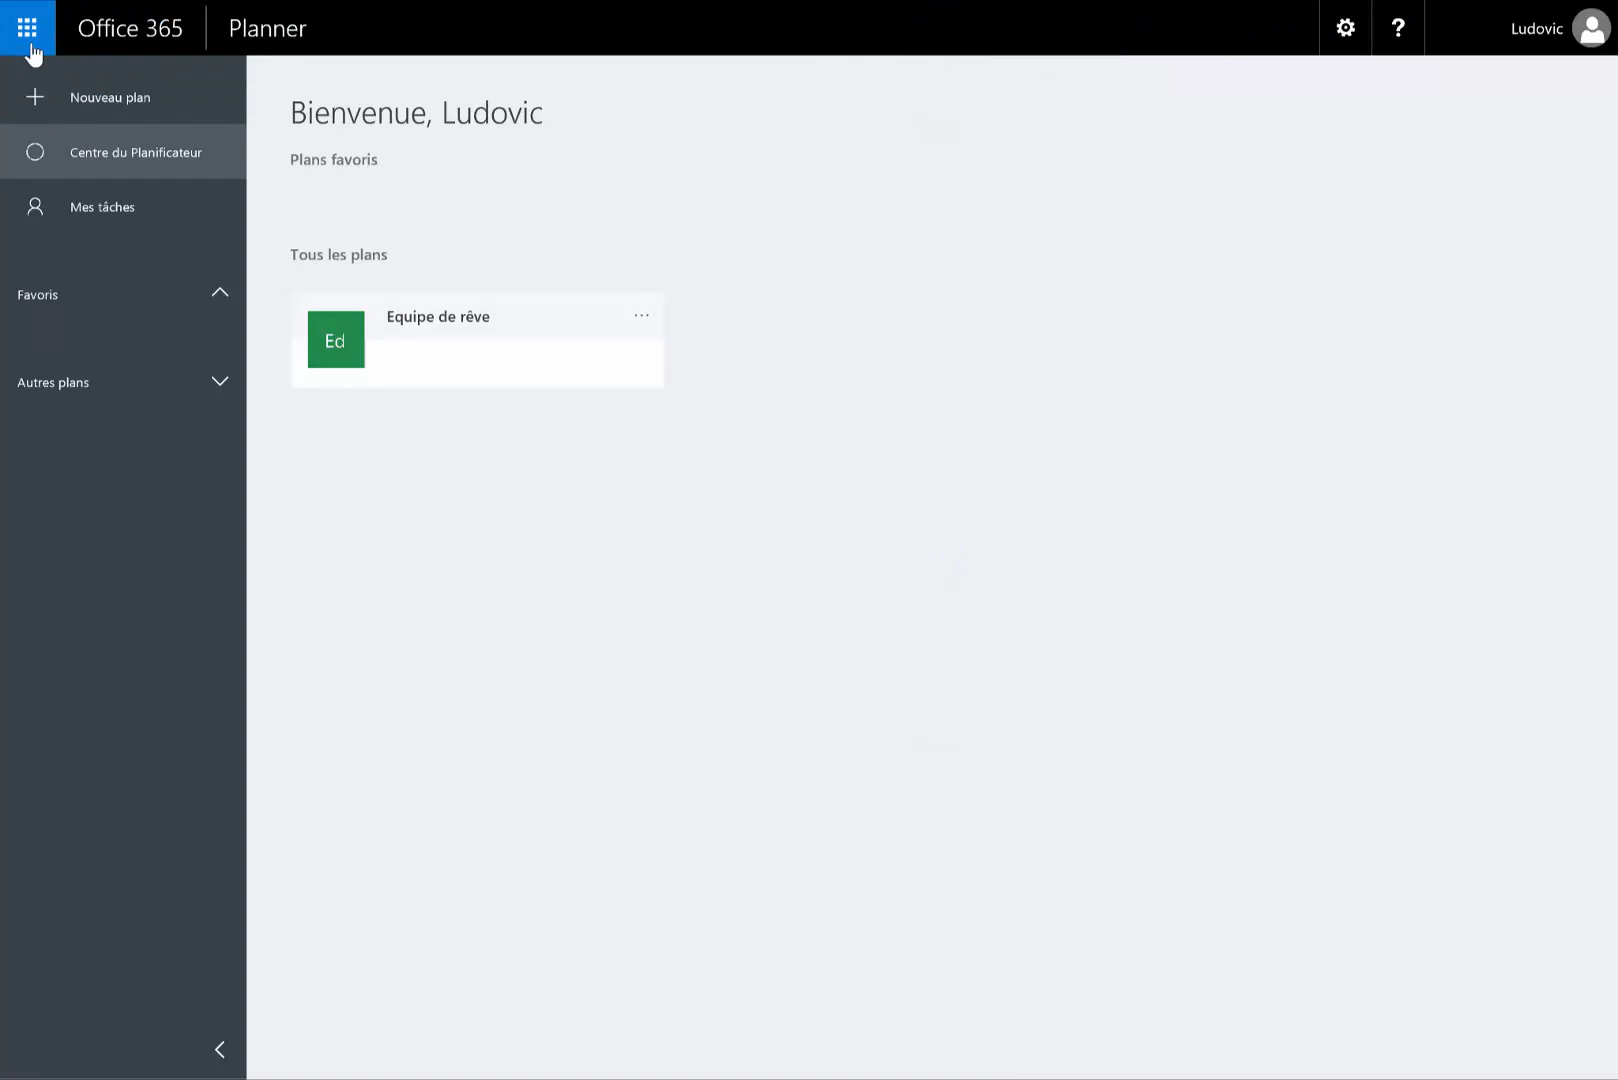 Office 365
Planner
?
Ludovic
Nouveau plan
Centre du Planificateur
Mes tâches
Favoris
Autres plans
Bienvenue, Ludovic
Plans favoris
Tous les plans
Ed
Equipe de rêve
...